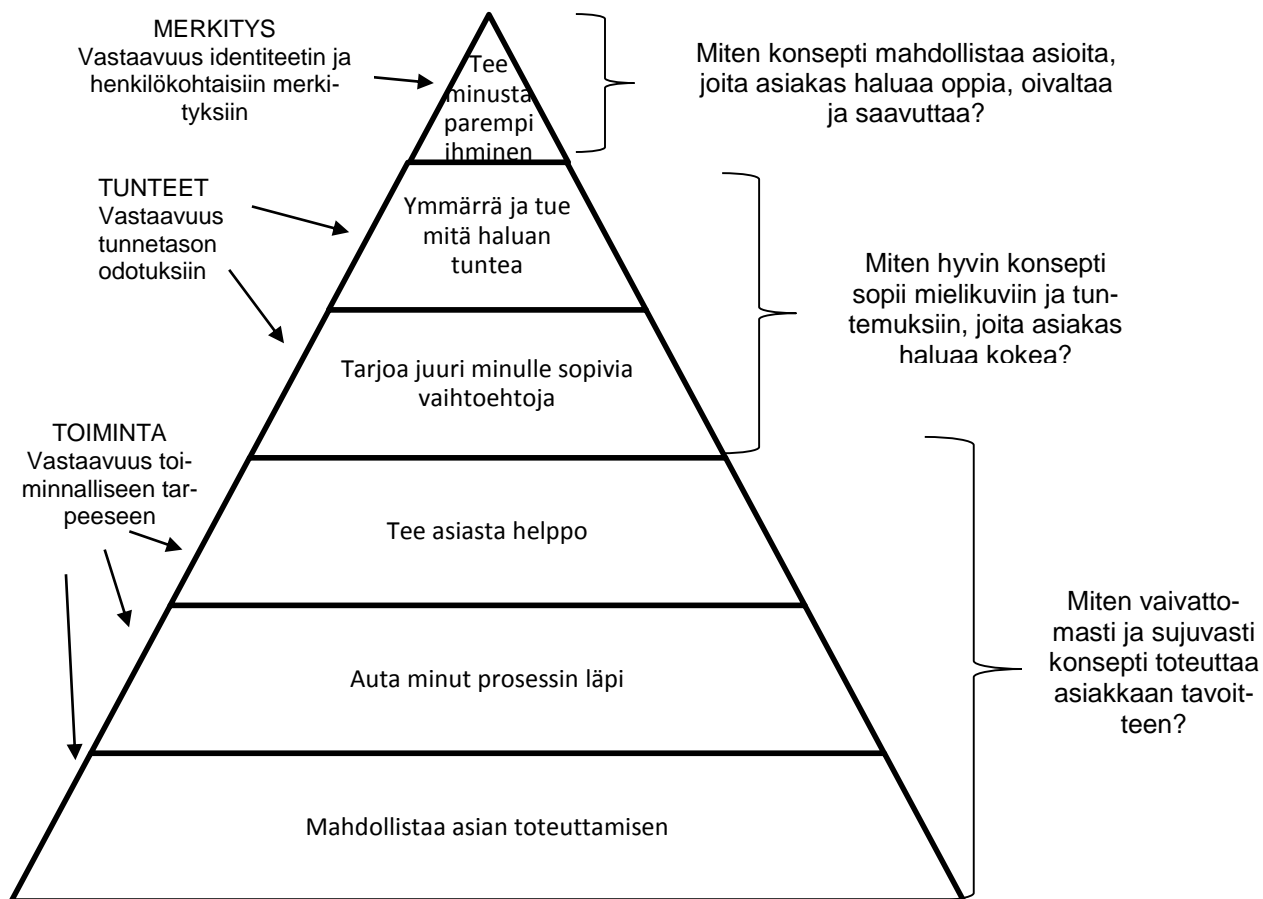 MERKITYS
Vastaavuus identiteetin ja
henkilökohtaisiin merki-
tyksiin
Tee
minusta
parempi
ihminen
Miten konsepti mahdollistaa asioita,
joita asiakas haluaa oppia, oivaltaa
ja saavuttaa?
TUNTEET
Vastaavuus
tunnetason
odotuksiin
Ymmärrä ja tue
mitä haluan
tuntea
Miten hyvin konsepti
sopii mielikuviin ja tun-
temuksiin, joita asiakas
haluaa kokea?
Tarjoa juuri minulle sopivia
vaihtoehtoja
TOIMINTA
Vastaavuus toi-
minnalliseen tar-
peeseen
Tee asiasta helppo
Auta minut prosessin läpi
Miten vaivatto-
masti ja sujuvasti
konsepti toteuttaa
asiakkaan tavoit-
teen?
Mahdollistaa asian toteuttamisen